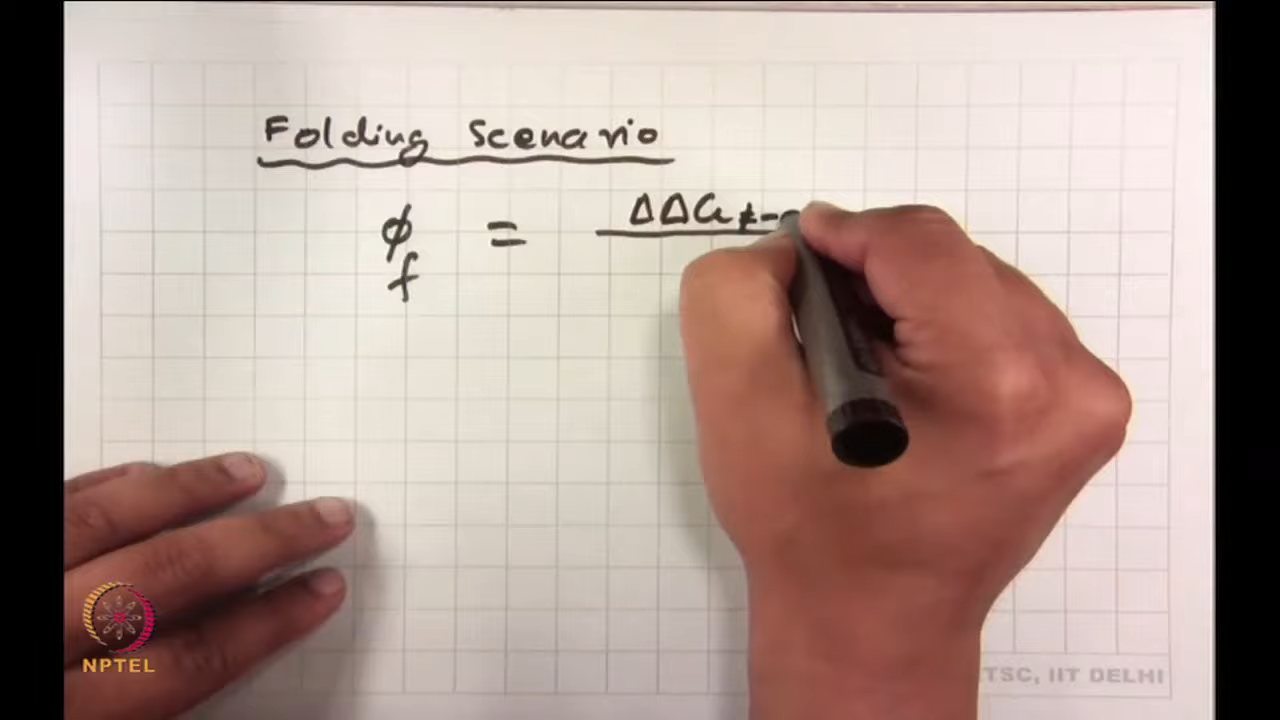 Folding Scenario
ϕ = ΔΔG ≠-
f
NPTEL
TSC, IIT DELHI